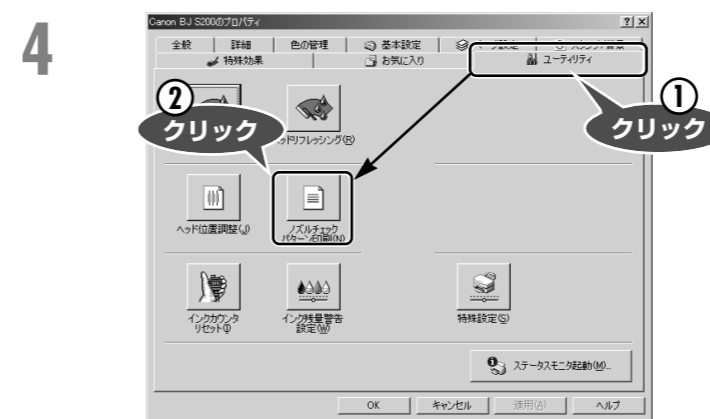 4
Canon BJ S200のプロパティ
全般
詳細
色の管理
基本設定
特殊効果
お気に入り
ユーティリティ
① クリック
② クリック
ッドリフレッシング(R)
ヘッド位置調整(J)
ノズルチェック
パターン印刷(N)
インクカウンタ
リセット(I)
インク残量警告
設定(W)
特殊設定(S)
ステータスモニタ起動(M)...
OK
キャンセル
適用(A)
ヘルプ